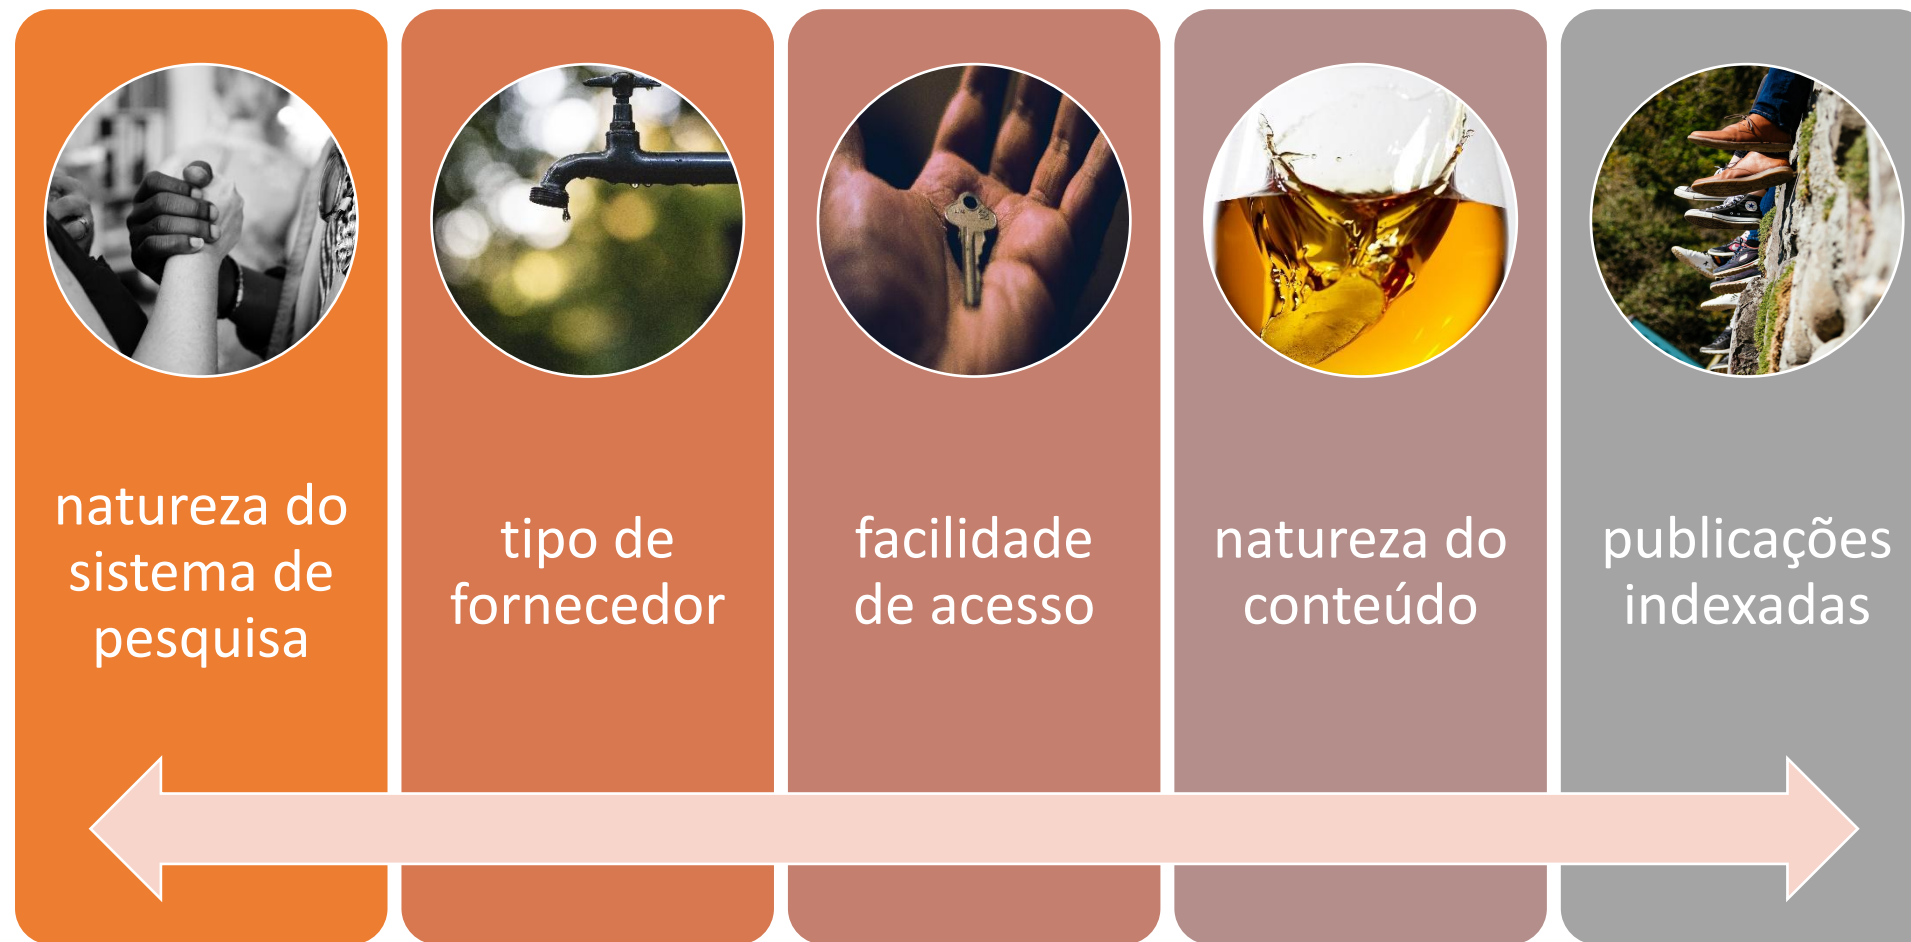 natureza do
sistema de
pesquisa
tipo de
fornecedor
facilidade
de acesso
natureza do
conteúdo
publicações
indexadas